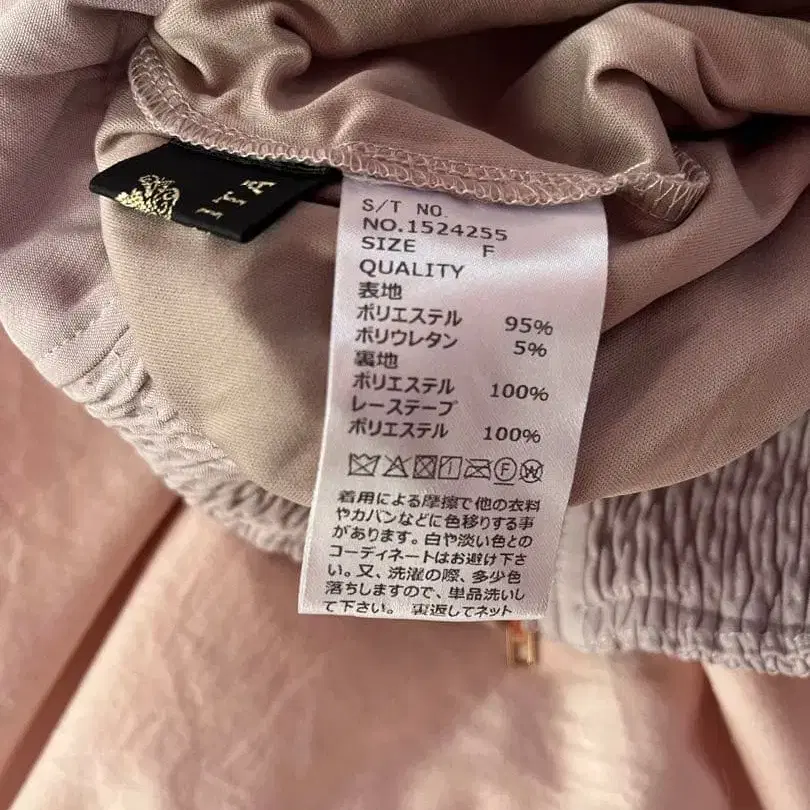 ITA
S/T NO.
NO.1524255
SIZE F
QUALITY
表地
ポリエステル 95%
ポリウレタン 5%
裏地
ポリエステル 100%
レーステープ
ポリエステル 100%
F W
着用による摩擦で他の衣料
やカバンなどに色移りする事
があります。白や淡い色との
コーディネートはお避け下さ
い。又、洗濯の際、多少色
落ちしますので、単品洗いし
て下さい。 裏返してネット